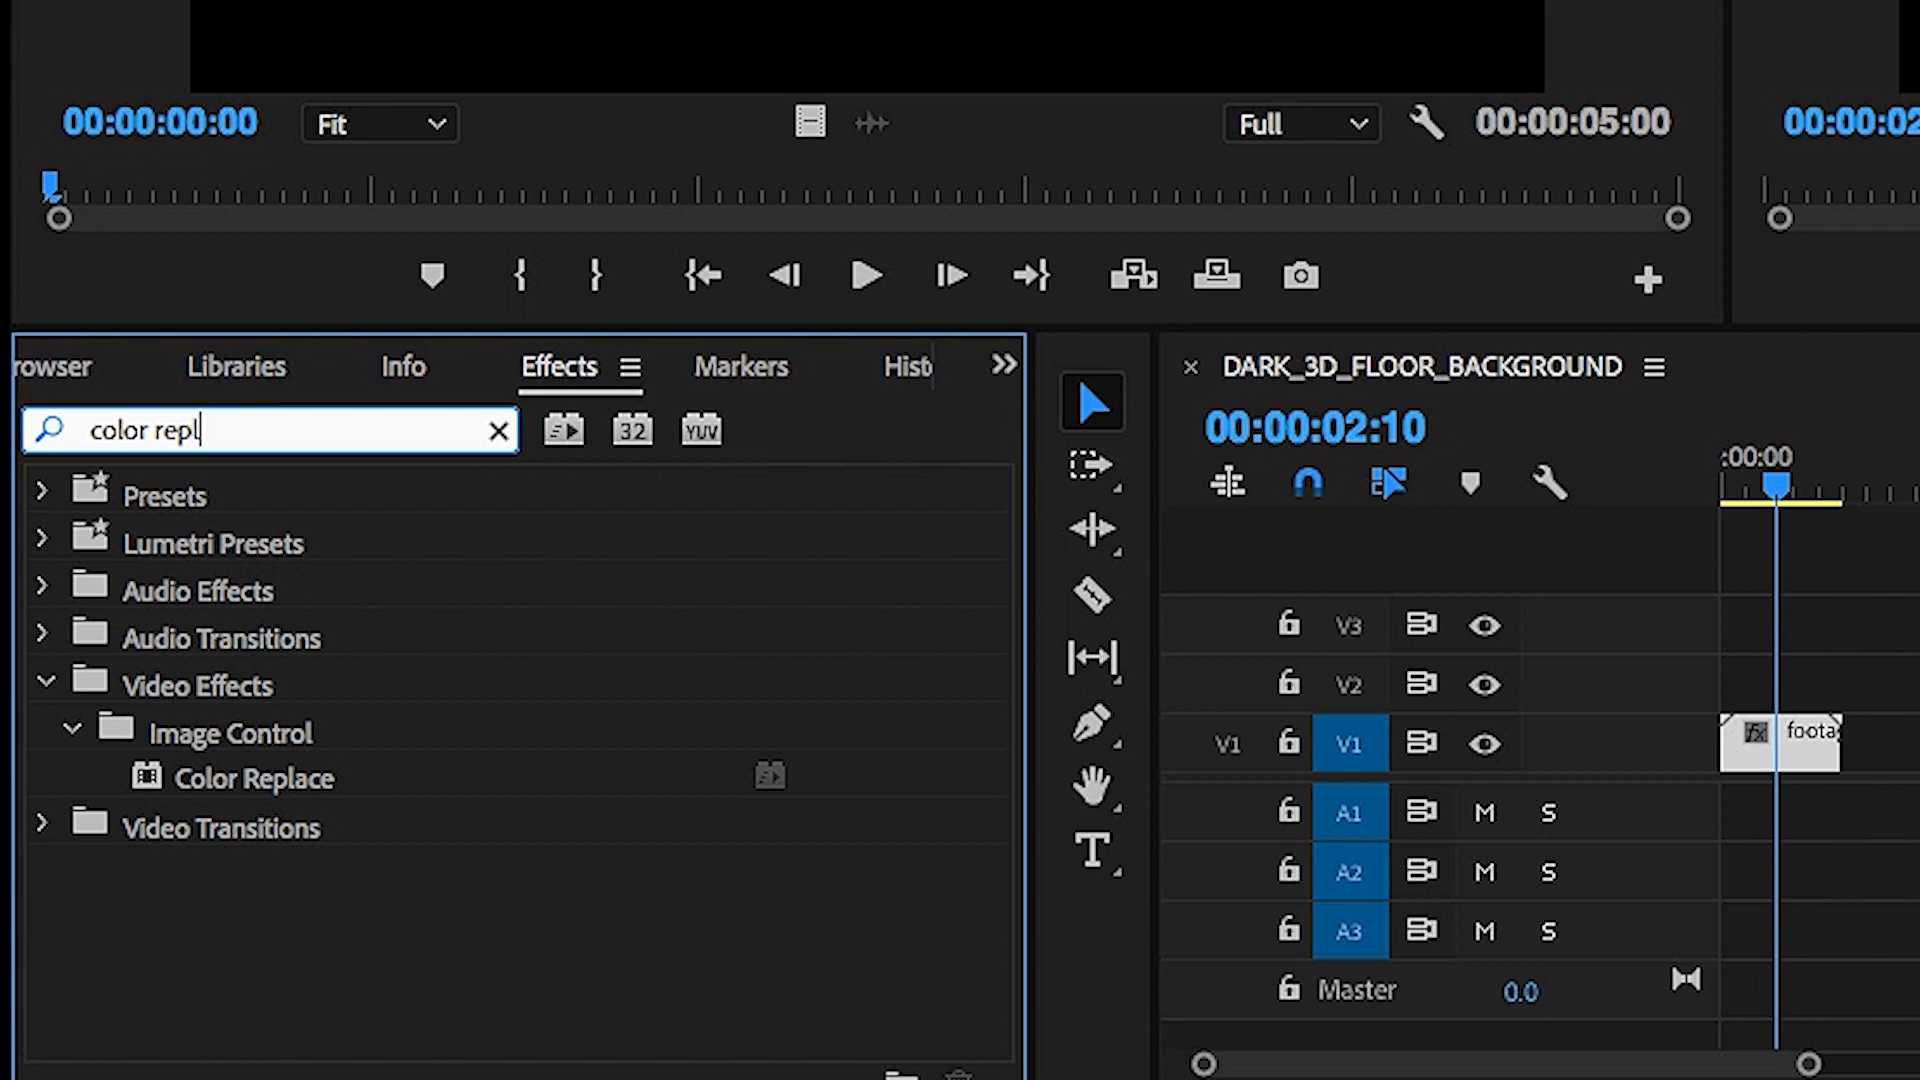 00:00:00:00 Fit Full 00:00:05:00 00:00:02
rowser Libraries Info Effects Markers Hist
color repl
32 YUV
Presets
Lumetri Presets
Audio Effects
Audio Transitions
Video Effects
Image Control
Color Replace
Video Transitions
DARK_3D_FLOOR_BACKGROUND
00:00:02:10
:00:00
V3
V2
V1 V1 fx foota
A1 M S
A2 M S
A3 M S
Master 0.0